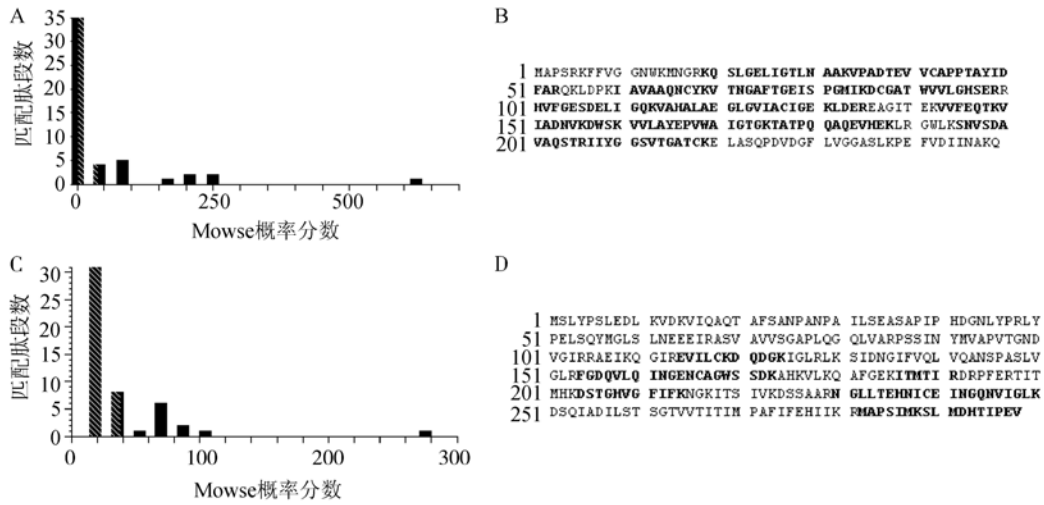 A
匹配肽段数
35
30
25
20
15
10
5
0
0
250
500
Mowse概率分数
B
1 MAPSRKFFVG GNWKMNGRKQ SLGELIGTLN AAKVPADTEV VCAPPTAYID
51 FARQKLDPKI AVAAQNCYKV TNGAFTGEIS PGMIKDCGAT WVVLGHSERR
101 HVFGESDELI GQKVAHALAE GLGVIACIGE KLDEREAGIT EKVVFEQTKV
151 IADNVKDWSK VVLAYEPVWA IGTGKTATPQ QAQEVHEKLR GWLKSNVSDA
201 VAQSTRIIYG GSVTGATCKE LASQPDVDGF LVGGASLKPE FVDIINAKQ
C
匹配肽段数
30
25
20
15
10
5
0
0
100
200
300
Mowse概率分数
D
1 MSLYPSLEDL KVDKVIQAQT AFSANPANPA ILSEASAPIP HDGNLYPRLY
51 PELSQYMGLS LNEEEIRASV AVVSGAPLQG QLVARPSSIN YMVAPVTGND
101 VGIRRAEIKQ GIREVILCKD QDGKIGLRLK SIDNGIFVQL VQANSPASLV
151 GLRFGDQVLQ INGENCAGWS SDKAHKVLKQ AFGEKITMTI RDRPFERTIT
201 MHKDSTGHVG FIFKNGKITS IVKDSSAARN GLLTEHNICE INGQNVIGLK
251 DSQIADILST SGTVVTITIM PAFIFEHIIK RMAPSIMKSL MDHTIPEV